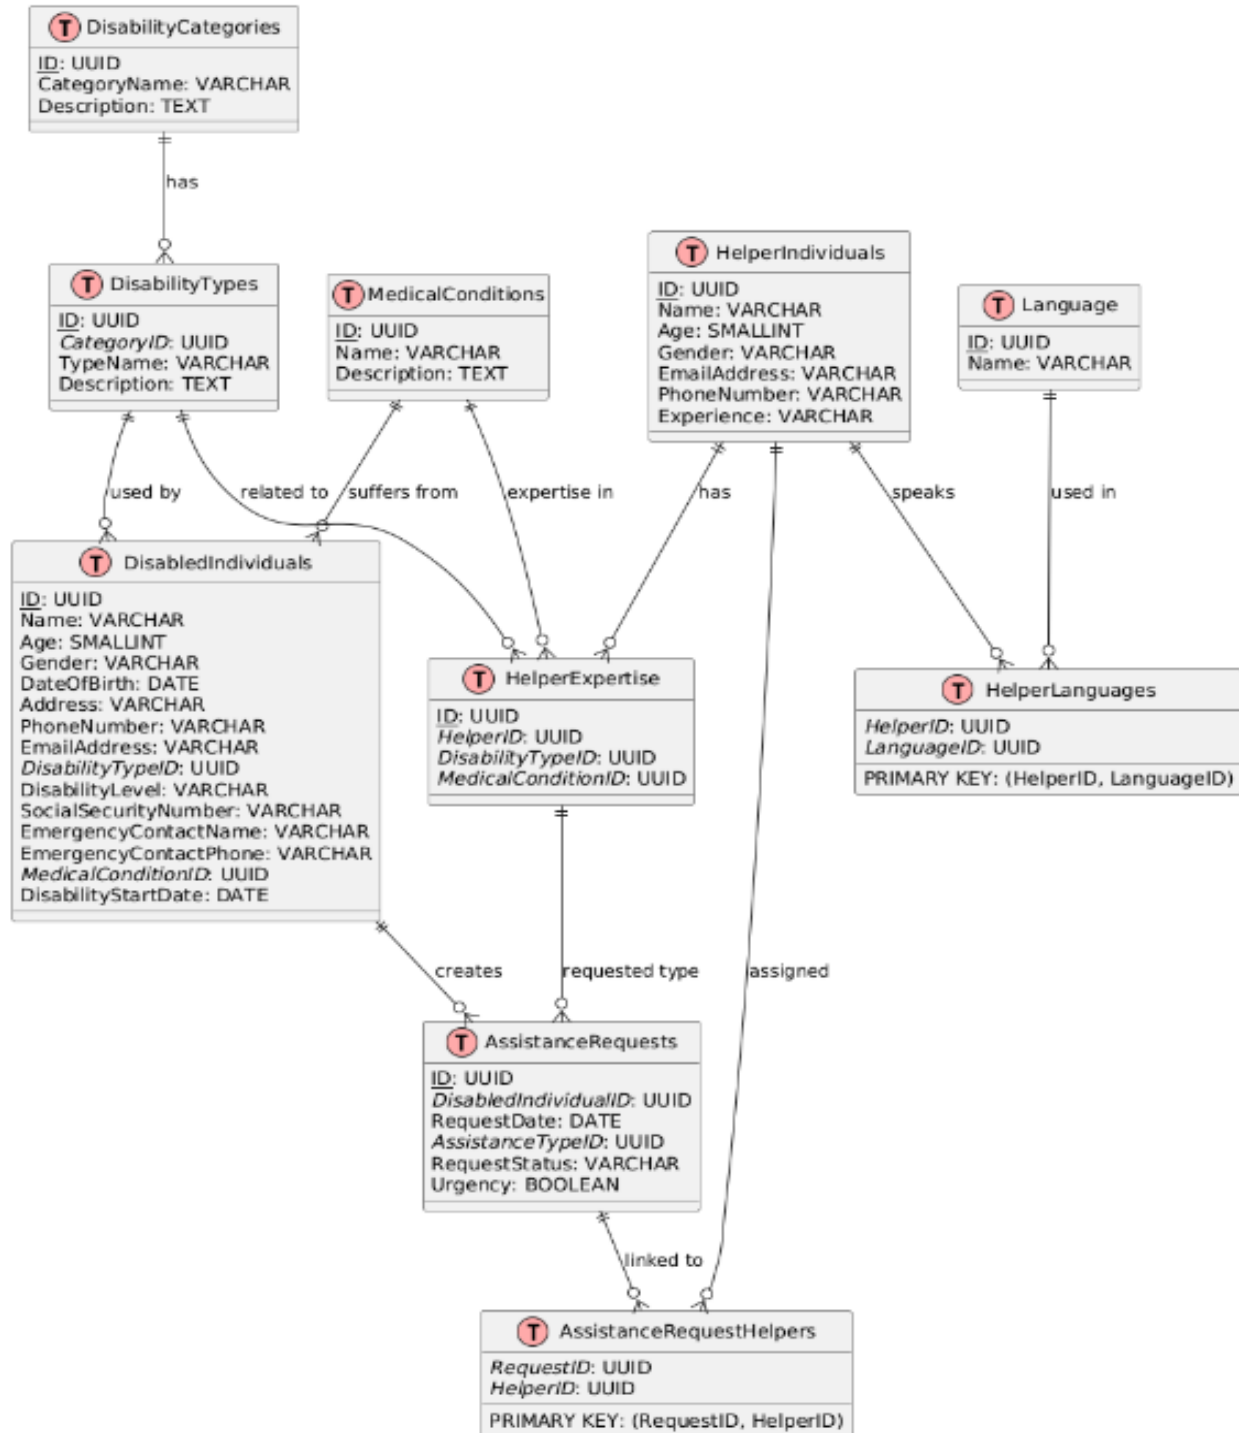 T DisabilityCategories
ID: UUID
CategoryName: VARCHAR
Description: TEXT
has
T DisabilityTypes
ID: UUID
CategoryID: UUID
TypeName: VARCHAR
Description: TEXT
T MedicalConditions
ID: UUID
Name: VARCHAR
Description: TEXT
T HelperIndividuals
ID: UUID
Name: VARCHAR
Age: SMALLINT
Gender: VARCHAR
EmailAddress: VARCHAR
PhoneNumber: VARCHAR
Experience: VARCHAR
T Language
ID: UUID
Name: VARCHAR
used by
related to
suffers from
expertise in
has
speaks
used in
T DisabledIndividuals
ID: UUID
Name: VARCHAR
Age: SMALLINT
Gender: VARCHAR
DateOfBirth: DATE
Address: VARCHAR
PhoneNumber: VARCHAR
EmailAddress: VARCHAR
DisabilityTypeID: UUID
DisabilityLevel: VARCHAR
SocialSecurityNumber: VARCHAR
EmergencyContactName: VARCHAR
EmergencyContactPhone: VARCHAR
MedicalConditionID: UUID
DisabilityStartDate: DATE
T HelperExpertise
ID: UUID
HelperID: UUID
DisabilityTypeID: UUID
MedicalConditionID: UUID
T HelperLanguages
HelperID: UUID
LanguageID: UUID
PRIMARY KEY: (HelperID, LanguageID)
creates
requested type
assigned
T AssistanceRequests
ID: UUID
DisabledIndividualID: UUID
RequestDate: DATE
AssistanceTypeID: UUID
RequestStatus: VARCHAR
Urgency: BOOLEAN
linked to
T AssistanceRequestHelpers
RequestID: UUID
HelperID: UUID
PRIMARY KEY: (RequestID, HelperID)